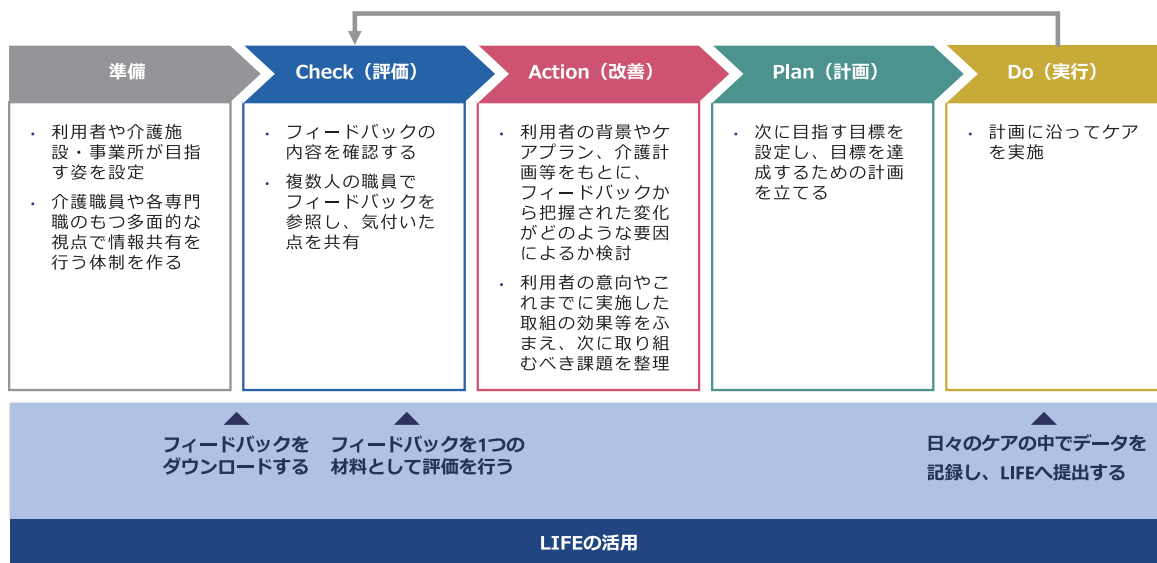 準備
・ 利用者や介護施
設・事業所が目指
す姿を設定
・ 介護職員や各専門
職のもつ多面的な
視点で情報共有を
行う体制を作る
Check（評価）
・ フィードバックの
内容を確認する
・ 複数人の職員で
フィードバックを
参照し、気付いた
点を共有
Action（改善）
・ 利用者の背景やケ
アプラン、介護計
画等をもとに、
フィードバックか
ら把握された変化
がどのような要因
によるか検討
・ 利用者の意向やこ
れまでに実施した
取組の効果等をふ
まえ、次に取り組
むべき課題を整理
Plan（計画）
・ 次に目指す目標を
設定し、目標を達
成するための計画
を立てる
Do（実行）
・ 計画に沿ってケア
を実施
フィードバックを
ダウンロードする
フィードバックを1つの
材料として評価を行う
日々のケアの中でデータを
記録し、LIFEへ提出する
LIFEの活用